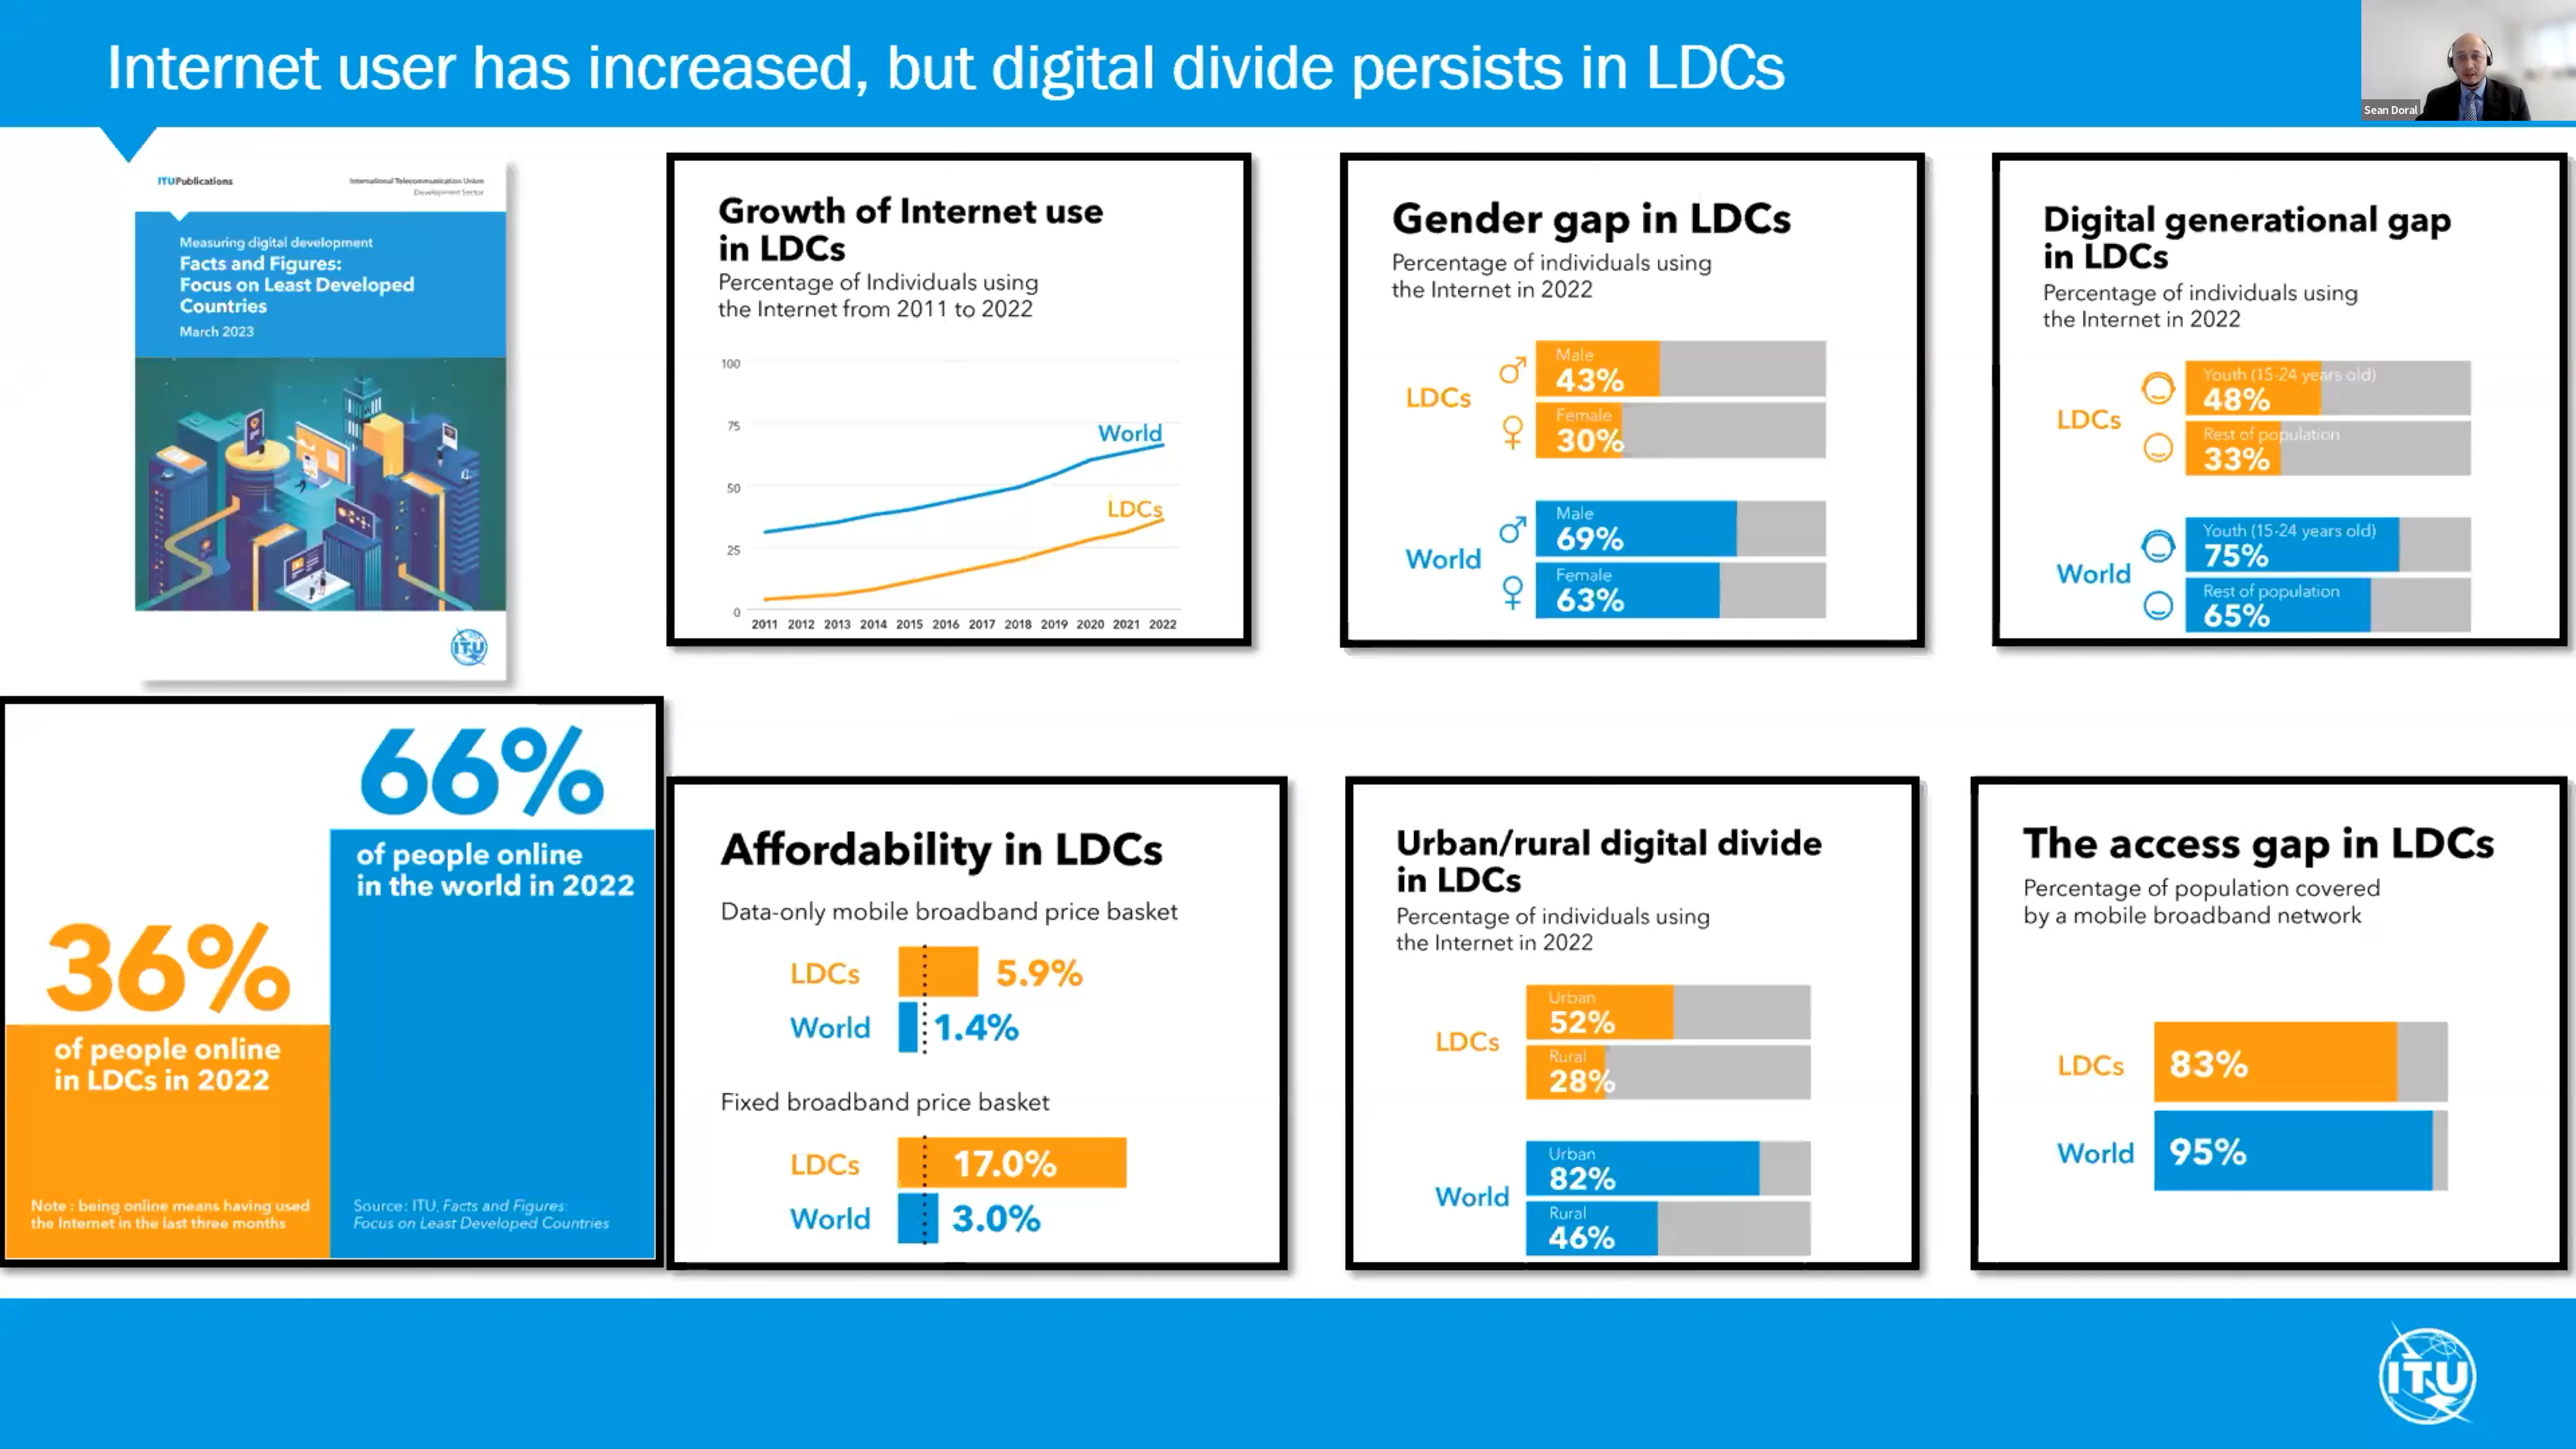 Internet user has increased, but digital divide persists in LDCs
Sean Doral
ITUPublications
International Telecommunication Union
Development Sector
Measuring digital development
Facts and Figures:
Focus on Least Developed
Countries
March 2023
ITU
Growth of Internet use
in LDCs
Percentage of Individuals using
the Internet from 2011 to 2022
100
75
50
25
0
World
LDCs
2011 2012 2013 2014 2015 2016 2017 2018 2019 2020 2021 2022
Gender gap in LDCs
Percentage of individuals using
the Internet in 2022
LDCs
Male
43%
Female
30%
World
Male
69%
Female
63%
Digital generational gap
in LDCs
Percentage of individuals using
the Internet in 2022
LDCs
Youth (15-24 years old)
48%
Rest of population
33%
World
Youth (15-24 years old)
75%
Rest of population
65%
36%
of people online
in LDCs in 2022
Note : being online means having used
the Internet in the last three months
66%
of people online
in the world in 2022
Source: ITU, Facts and Figures:
Focus on Least Developed Countries
Affordability in LDCs
Data-only mobile broadband price basket
LDCs 5.9%
World 1.4%
Fixed broadband price basket
LDCs 17.0%
World 3.0%
Urban/rural digital divide
in LDCs
Percentage of individuals using
the Internet in 2022
LDCs
Urban
52%
Rural
28%
World
Urban
82%
Rural
46%
The access gap in LDCs
Percentage of population covered
by a mobile broadband network
LDCs 83%
World 95%
ITU